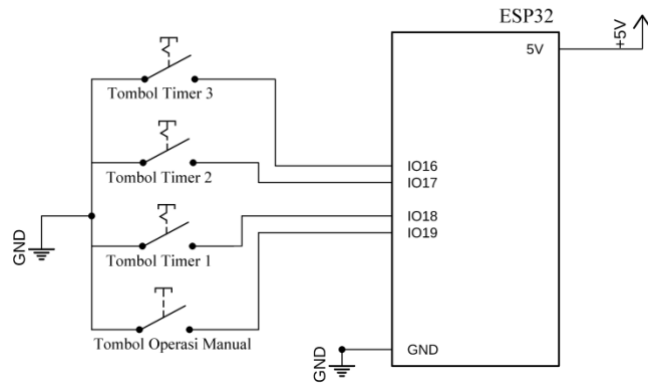 ESP32
+5V
5V
Tombol Timer 3
Tombol Timer 2
IO16
IO17
IO18
IO19
GND
Tombol Timer 1
Tombol Operasi Manual
GND
GND